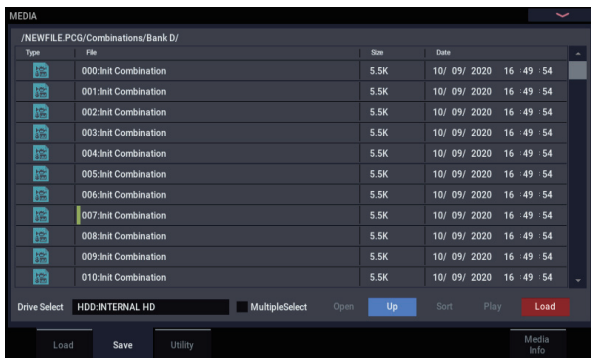 MEDIA
/NEWFILE.PCG/Combinations/Bank D/
Type File Size Date
000:Init Combination 5.5K 10/ 09/ 2020 16 :49 :54
001:Init Combination 5.5K 10/ 09/ 2020 16 :49 :54
002:Init Combination 5.5K 10/ 09/ 2020 16 :49 :54
003:Init Combination 5.5K 10/ 09/ 2020 16 :49 :54
004:Init Combination 5.5K 10/ 09/ 2020 16 :49 :54
005:Init Combination 5.5K 10/ 09/ 2020 16 :49 :54
006:Init Combination 5.5K 10/ 09/ 2020 16 :49 :54
007:Init Combination 5.5K 10/ 09/ 2020 16 :49 :54
008:Init Combination 5.5K 10/ 09/ 2020 16 :49 :54
009:Init Combination 5.5K 10/ 09/ 2020 16 :49 :54
010:Init Combination 5.5K 10/ 09/ 2020 16 :49 :54
Drive Select HDD:INTERNAL HD MultipleSelect Open Up Sort Play Load
Load Save Utility Media
Info